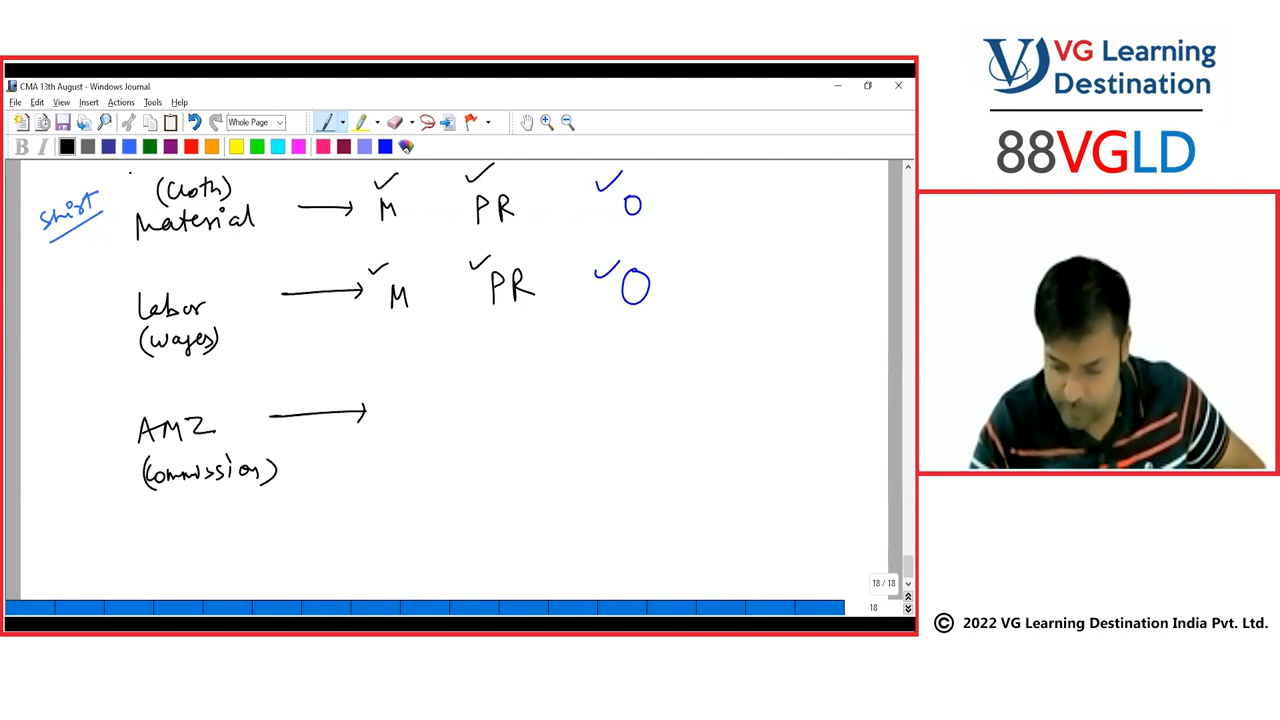 VG Learning
Destination
88VGLD
CMA 13th August - Windows Journal
File Edit View Insert Actions Tools Help
Whole Page
B I
Shirt
(Cloth)
Material → M PR O
Labor → M PR O
(wages)
AMZ →
(Commission)
18 / 18
18
© 2022 VG Learning Destination India Pvt. Ltd.